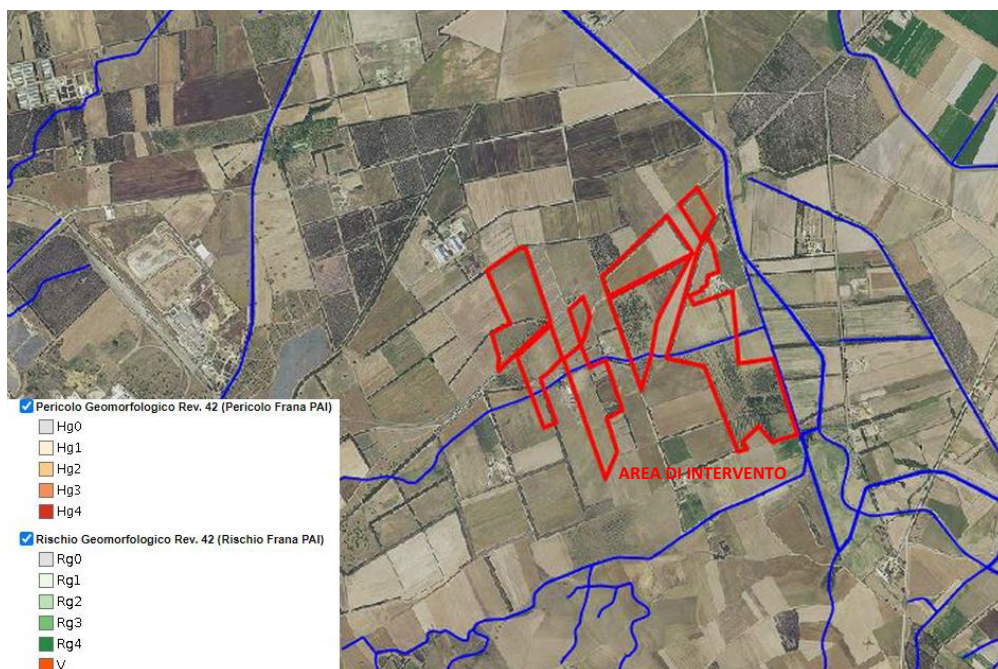 AREA DI INTERVENTO
Pericolo Geomorfologico Rev. 42 (Pericolo Frana PAI)
Hg0
Hg1
Hg2
Hg3
Hg4
Rischio Geomorfologico Rev. 42 (Rischio Frana PAI)
Rg0
Rg1
Rg2
Rg3
Rg4
V